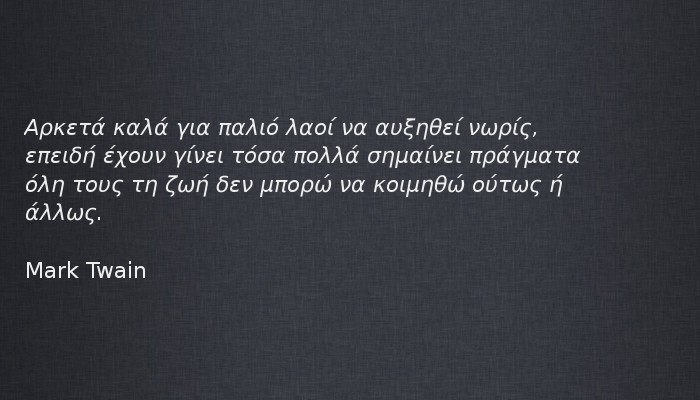 Αρκετά καλά για παλιό λαοί να αυξηθεί νωρίς,
επειδή έχουν γίνει τόσα πολλά σημαίνει πράγματα
όλη τους τη ζωή δεν μπορώ να κοιμηθώ ούτως ή
άλλως.
Mark Twain